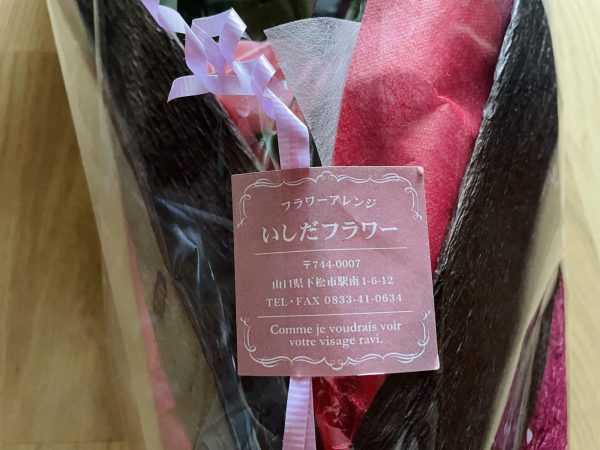 フラワーアレンジ
いしだフラワー
〒744-0007
山口県下松市駅南1-6-12
TEL・FAX 0833-41-0634
Comme je voudrais voir
votre visage ravi.